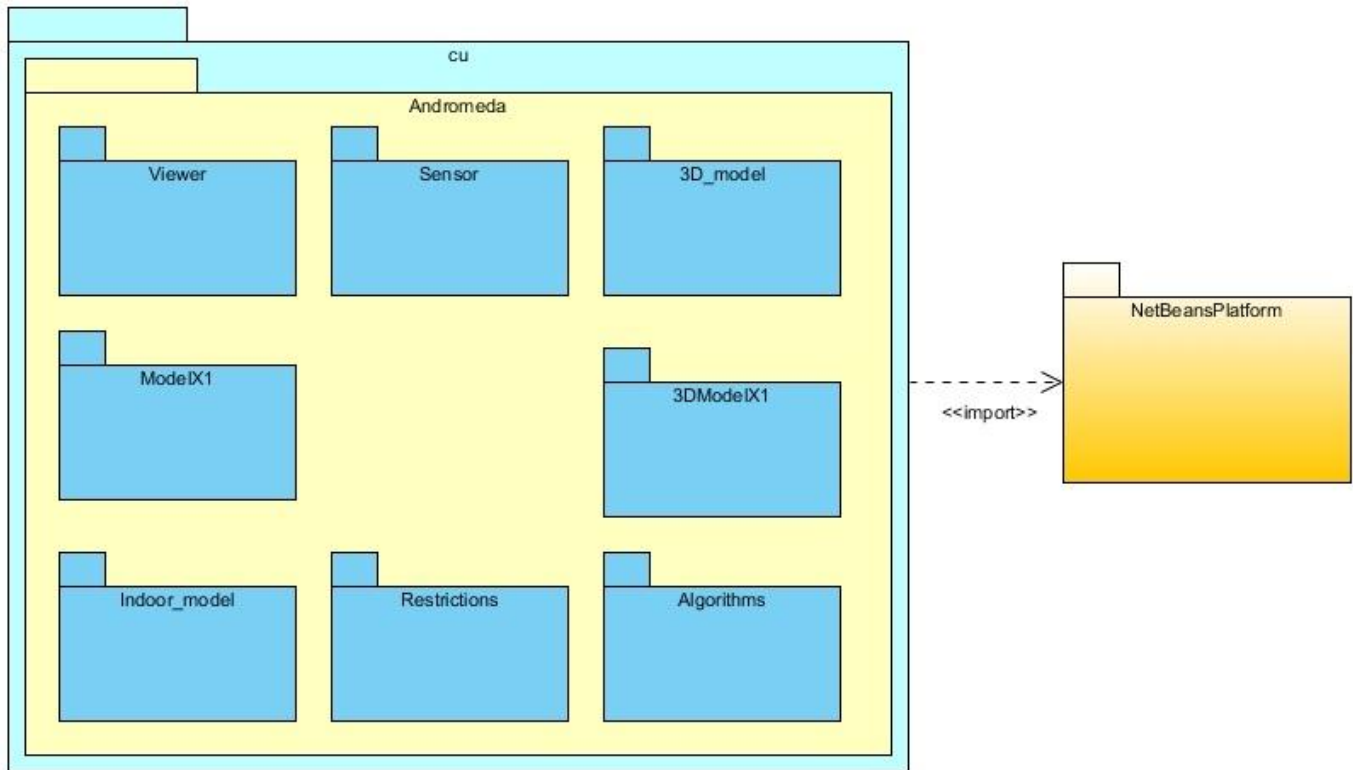 cu
Andromeda
Viewer
Sensor
3D_model
ModelX1
3DModelX1
Indoor_model
Restrictions
Algorithms
NetBeansPlatform
<<import>>